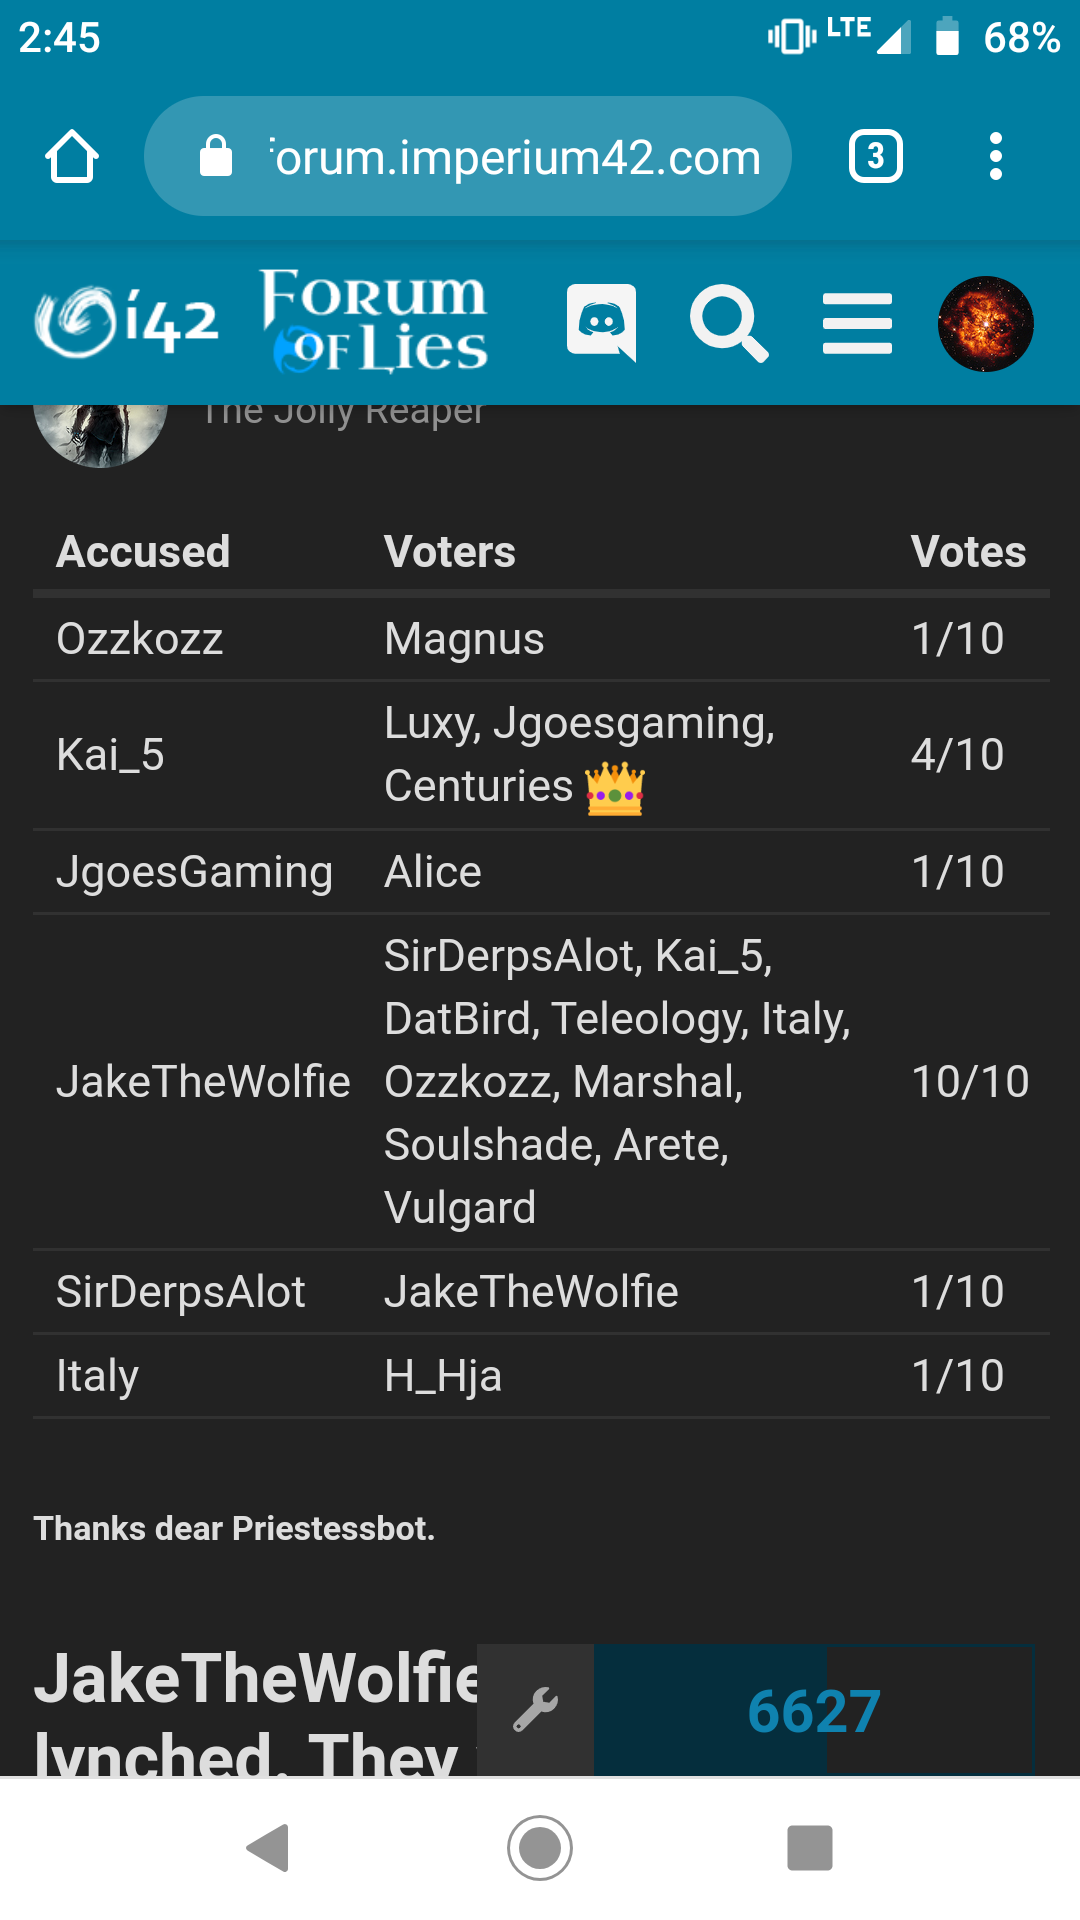 2:45 LTE 68%
forum.imperium42.com 3
i42 Forum of Lies
The Jolly Reaper
Accused Voters Votes
Ozzkozz Magnus 1/10
Luxy, Jgoesgaming,
Kai_5 4/10
Centuries 👑
JgoesGaming Alice 1/10
SirDerpsAlot, Kai_5,
DatBird, Teleology, Italy,
JakeTheWolfie Ozzkozz, Marshal, 10/10
Soulshade, Arete,
Vulgard
SirDerpsAlot JakeTheWolfie 1/10
Italy H_Hja 1/10
Thanks dear Priestessbot.
JakeTheWolfie
6627
lynched. They